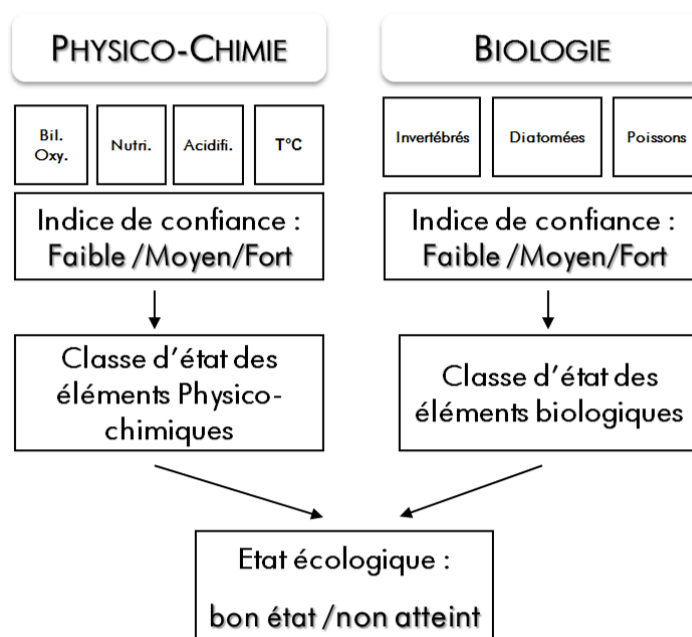 PHYSICO-CHIMIE
BIOLOGIE
Bil.
Oxy.
Nutri.
Acidifi.
T°C
Invertébrés
Diatomées
Poissons
Indice de confiance :
Faible /Moyen/Fort
Indice de confiance :
Faible /Moyen/Fort
Classe d'état des
éléments Physico-
chimiques
Classe d'état des
éléments biologiques
Etat écologique :
bon état /non atteint